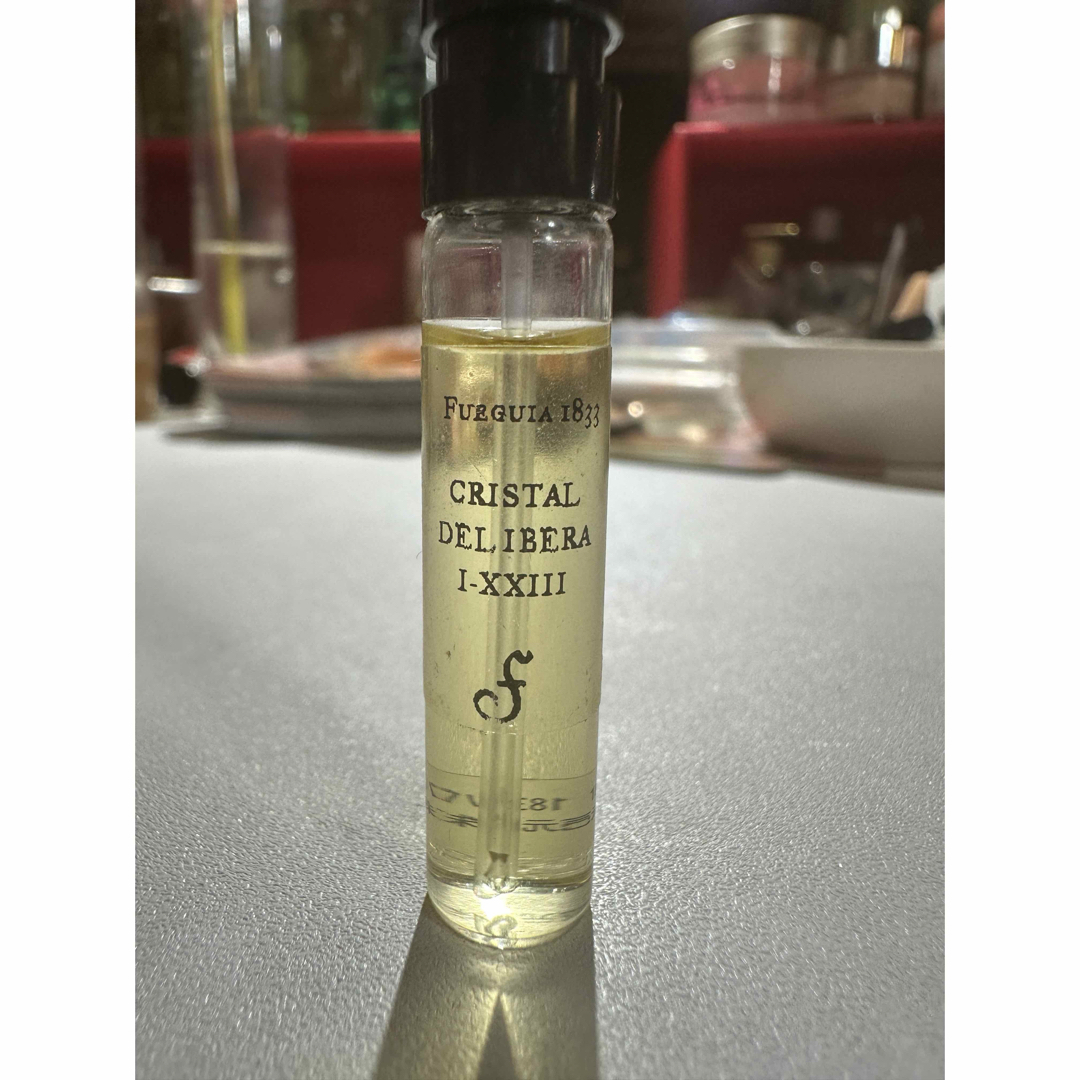 FUEGUIA 1833
CRISTAL
DEL IBERA
I-XXIII
f